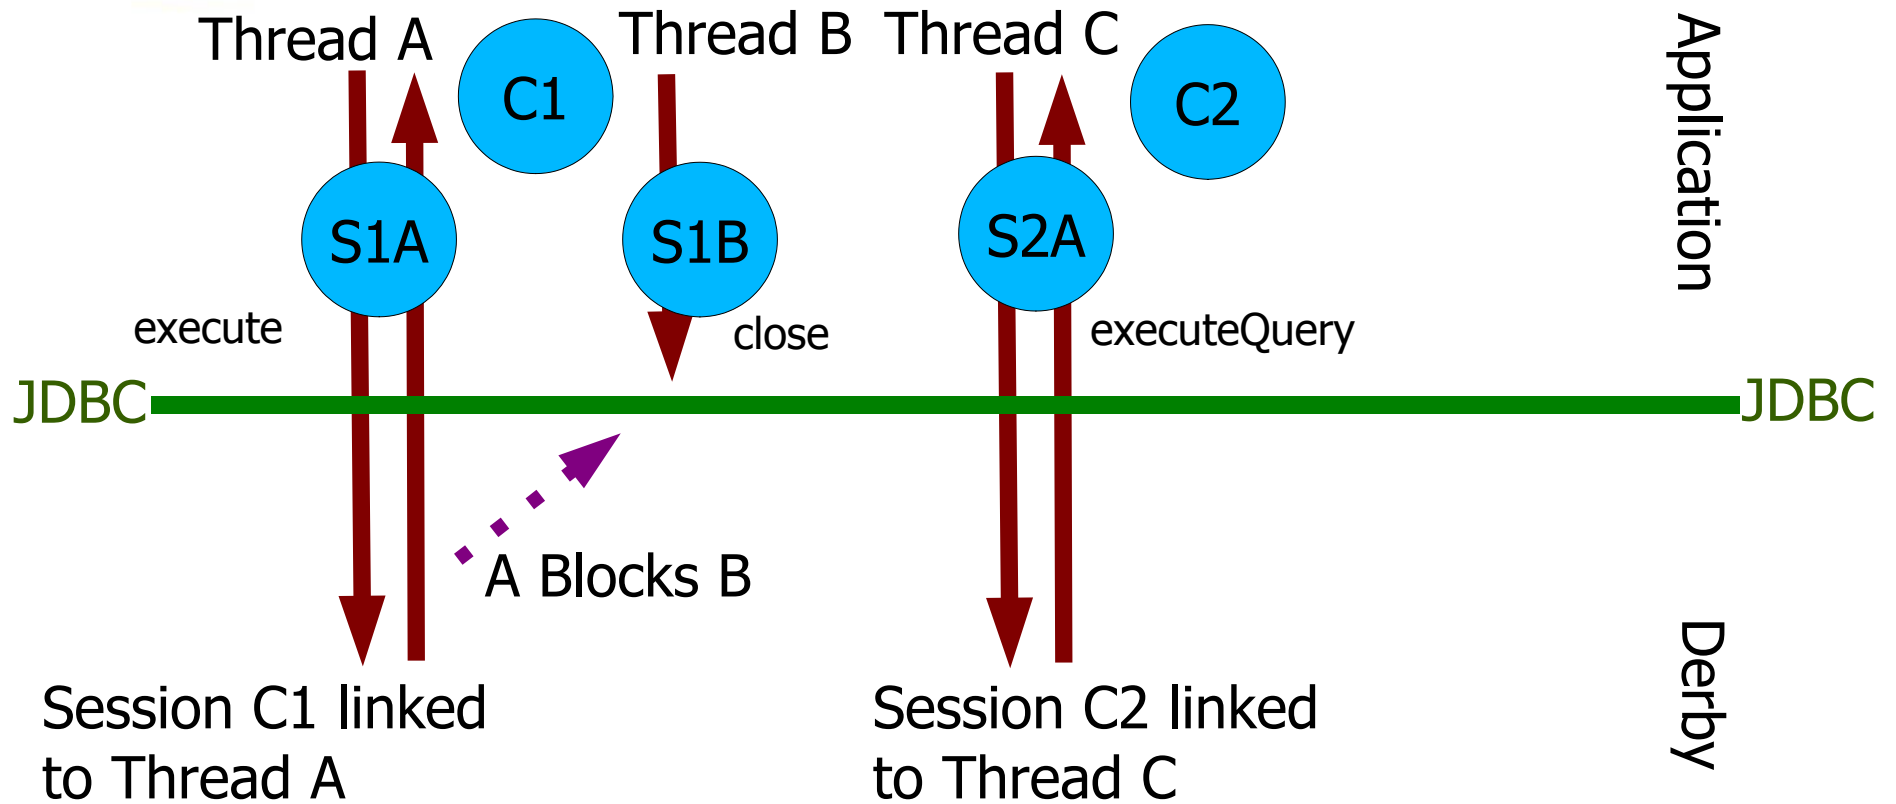 Thread A
C1
Thread B
Thread C
C2
Application
S1A
S1B
S2A
execute
close
executeQuery
JDBC
JDBC
A Blocks B
Session C1 linked
to Thread A
Session C2 linked
to Thread C
Derby